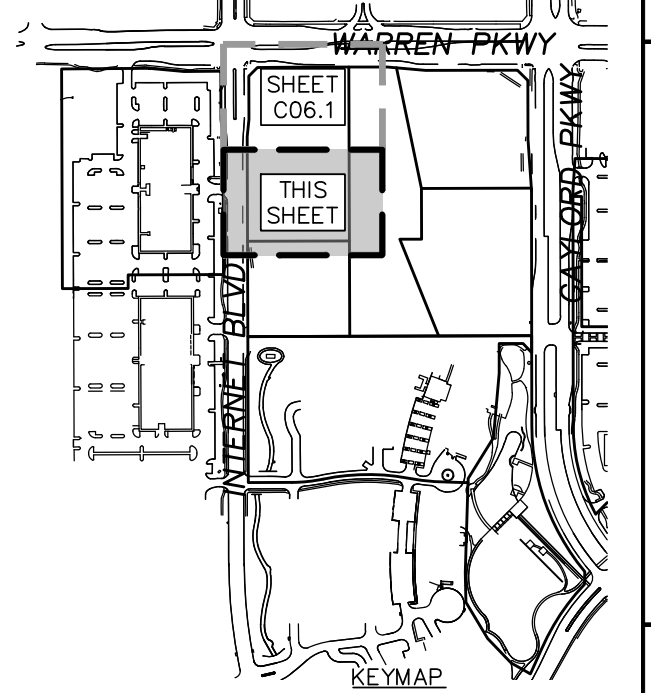 WARREN PKWY
SHEET
C06.1
THIS
SHEET
GAYLORD PKWY
INTERNET BLVD
KEYMAP